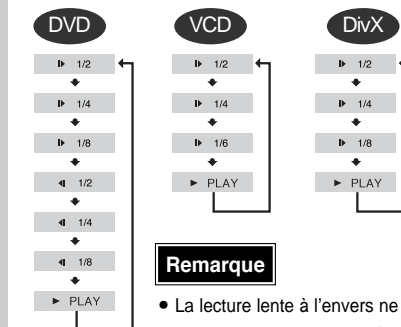 DVD
1/2
1/4
1/8
1/2
1/4
1/8
PLAY
VCD
1/2
1/4
1/6
PLAY
DivX
1/2
1/4
1/8
PLAY
Remarque
• La lecture lente à l'envers ne